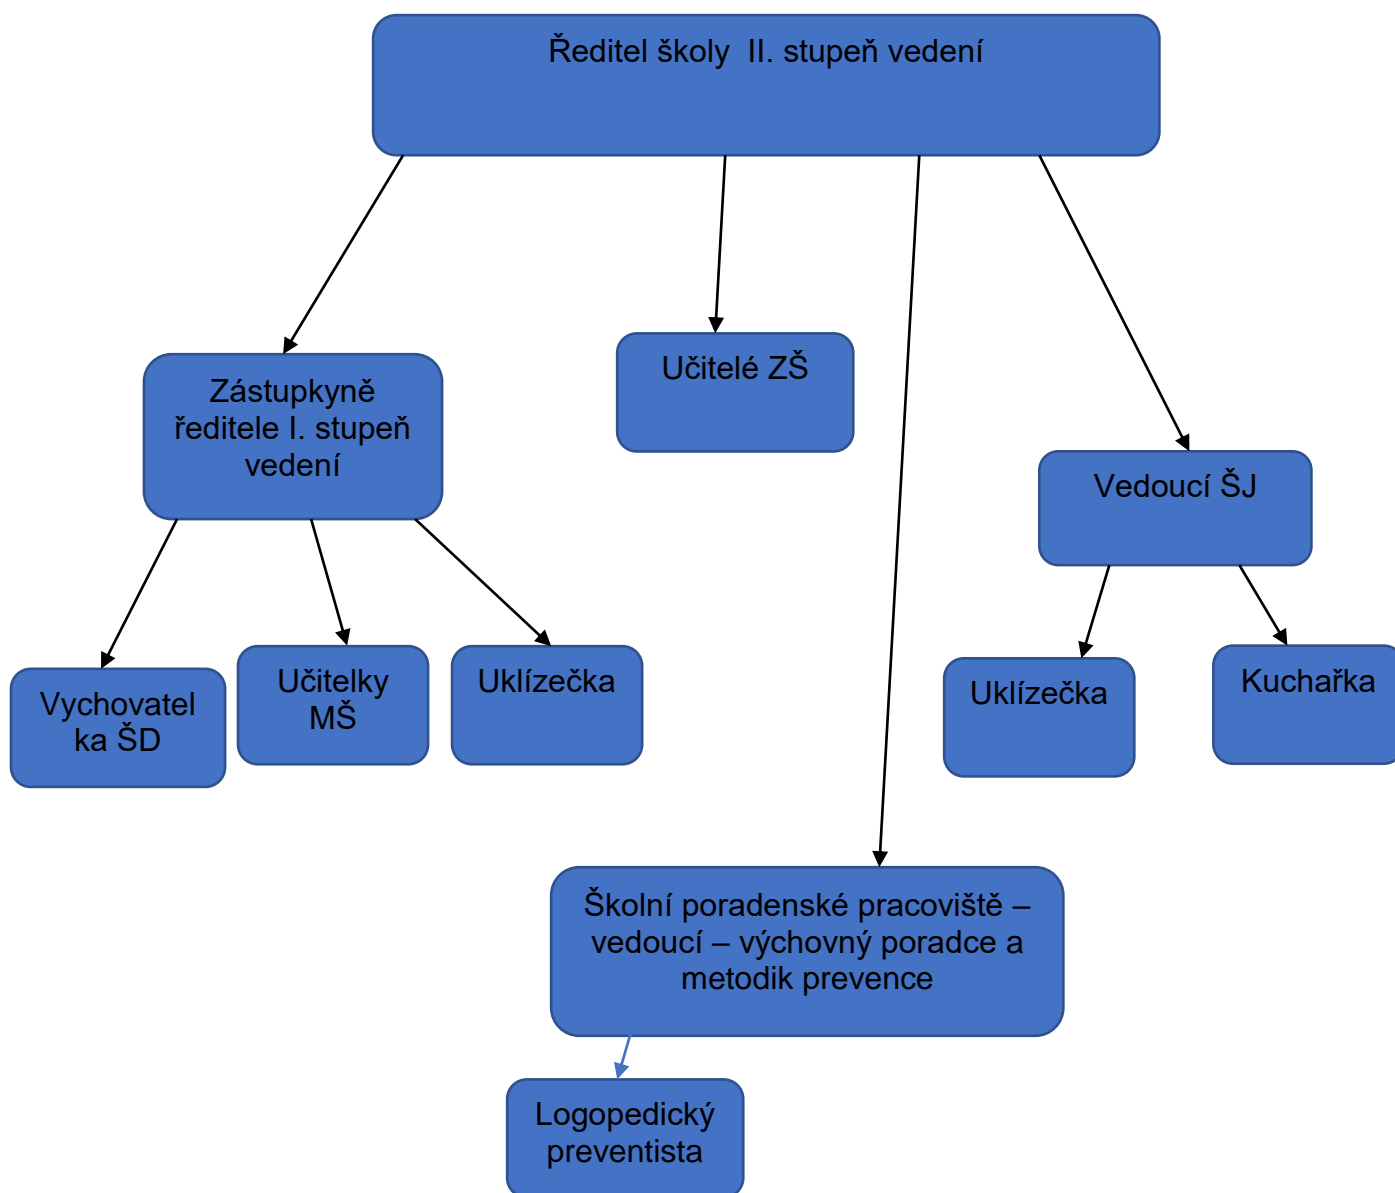 Ředitel školy  II. stupeň vedení
Učitelé ZŠ
Zástupkyně
ředitele I. stupeň
vedení
Vedoucí ŠJ
Vychovatel
ka ŠD
Učitelky
MŠ
Uklízečka
Uklízečka
Kuchařka
Školní poradenské pracoviště –
vedoucí – výchovný poradce a
metodik prevence
Logopedický
preventista